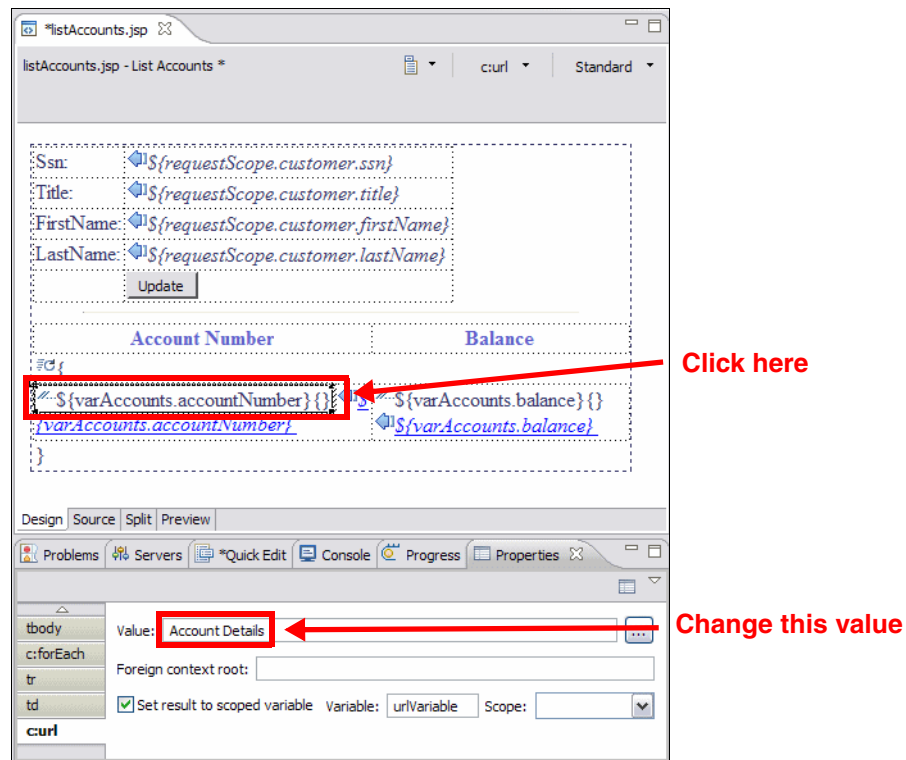 *listAccounts.jsp
listAccounts.jsp - List Accounts *
c:url
Standard
Ssn: ${requestScope.customer.ssn}
Title: ${requestScope.customer.title}
FirstName: ${requestScope.customer.firstName}
LastName: ${requestScope.customer.lastName}
Update
Account Number Balance
{
${varAccounts.accountNumber}{} $ ${varAccounts.balance}{}
{varAccounts.accountNumber} ${varAccounts.balance}
}
Click here
Design Source Split Preview
Problems Servers *Quick Edit Console Progress Properties
tbody
c:forEach
tr
td
c:url
Value: Account Details ...
Change this value
Foreign context root:
Set result to scoped variable Variable: urlVariable Scope: